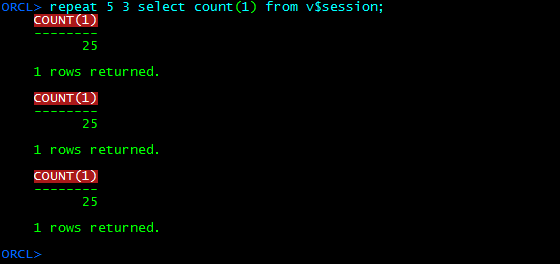 ORCL> repeat 5 3 select count(1) from v$session;
COUNT(1)
--------
25
1 rows returned.
COUNT(1)
--------
25
1 rows returned.
COUNT(1)
--------
25
1 rows returned.
ORCL>